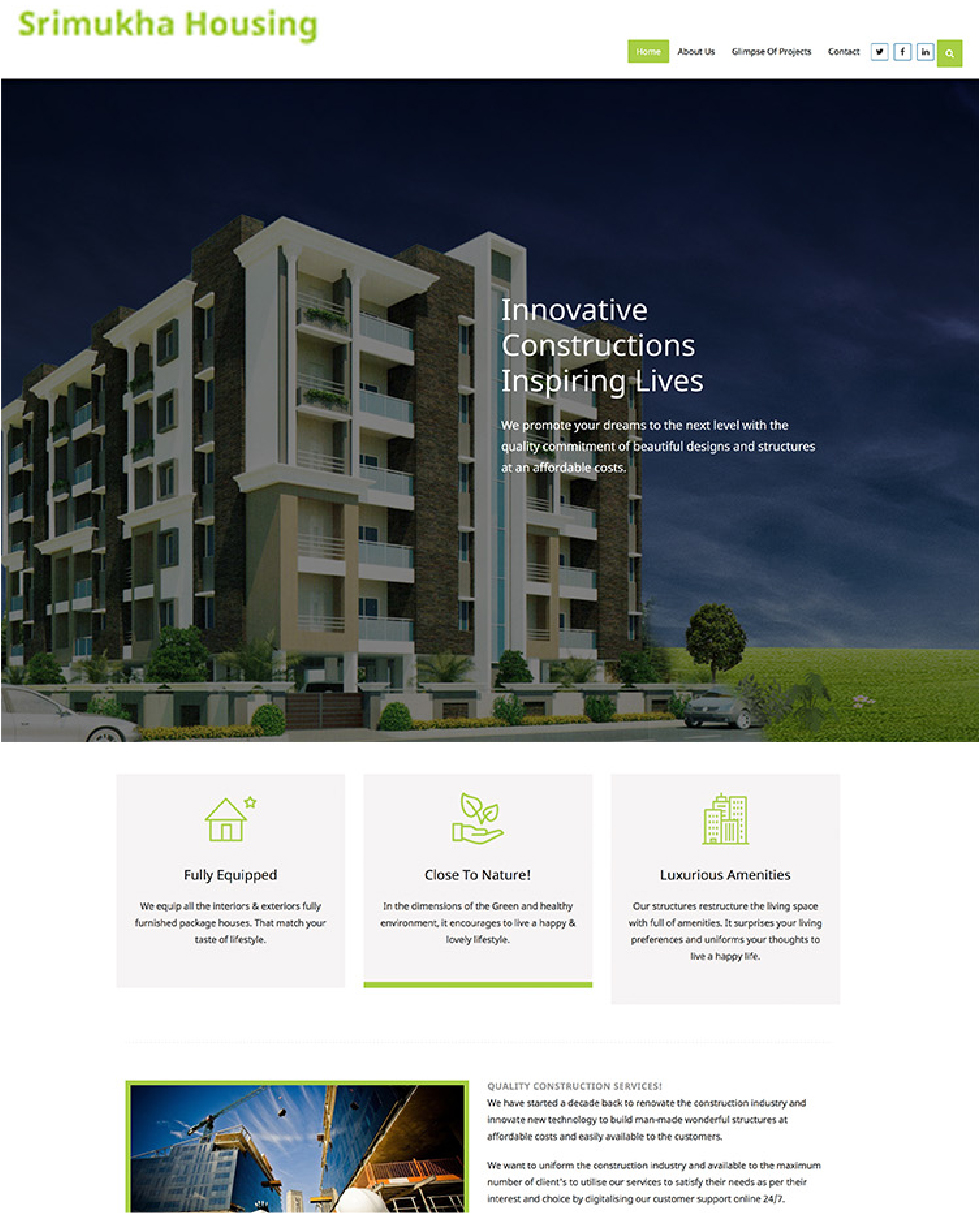 Srimukha Housing
Home About Us Glimpse Of Projects Contact
Innovative
Constructions
Inspiring Lives
We promote your dreams to the next level with the
quality commitment of beautiful designs and structures
at an affordable costs.
Fully Equipped
We equip all the interiors & exteriors fully
furnished package houses. That match your
taste of lifestyle.
Close To Nature!
In the dimensions of the Green and healthy
environment, it encourages to live a happy &
lovely lifestyle.
Luxurious Amenities
Our structures restructure the living space
with full of amenities. It surprises your living
preferences and uniforms your thoughts to
live a happy life.
QUALITY CONSTRUCTION SERVICES!
We have started a decade back to renovate the construction industry and
innovate new technology to build man-made wonderful structures at
affordable costs and easily available to the customers.
We want to uniform the construction industry and available to the maximum
number of client's to utilise our services to satisfy their needs as per their
interest and choice by digitalising our customer support online 24/7.